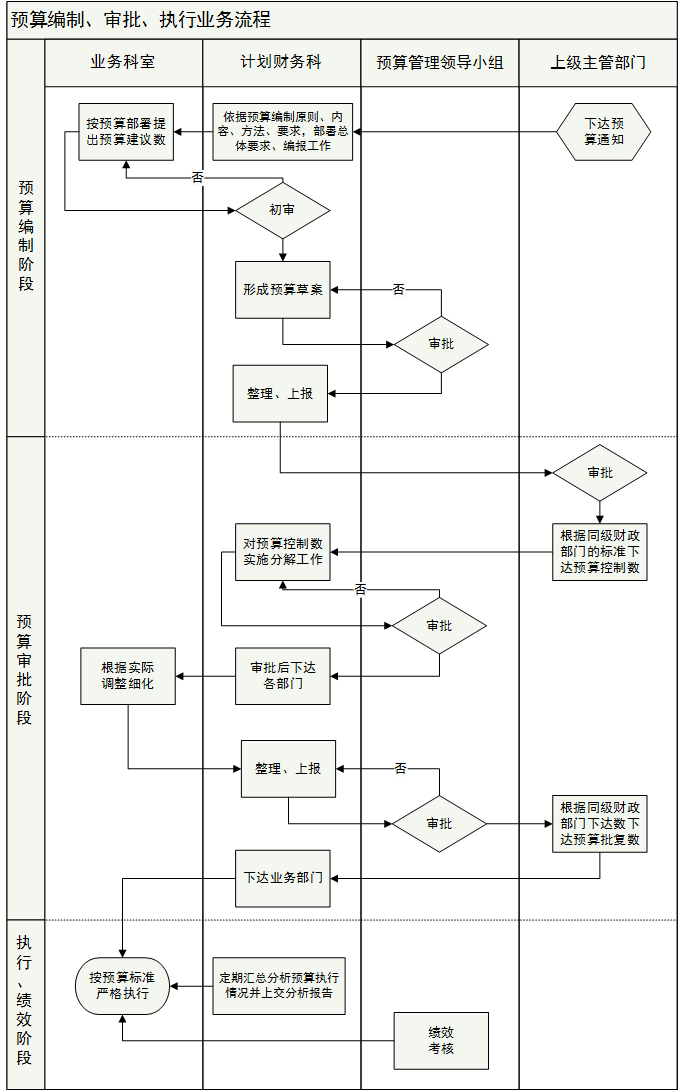 预算编制、审批、执行业务流程
业务科室
计划财务科
预算管理领导小组
上级主管部门
预算编制阶段
按预算部署提
出预算建议数
依据预算编制原则、内
容、方法、要求，部署总
体要求、编报工作
下达预
算通知
否
初审
形成预算草案
否
审批
整理、上报
预算审批阶段
审批
对预算控制数
实施分解工作
根据同级财政
部门的标准下
达预算控制数
否
审批
根据实际
调整细化
审批后下达
各部门
整理、上报
否
审批
根据同级财政
部门下达数下
达预算批复数
下达业务部门
执行、绩效阶段
按预算标准
严格执行
定期汇总分析预算执行
情况并上交分析报告
绩效
考核